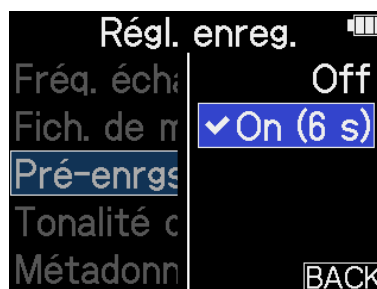 Régl. enreg.
Fréq. écha
Off
Fich. de m
✓On (6 s)
Pré-enrgs
Tonalité c
Métadonn
BACK